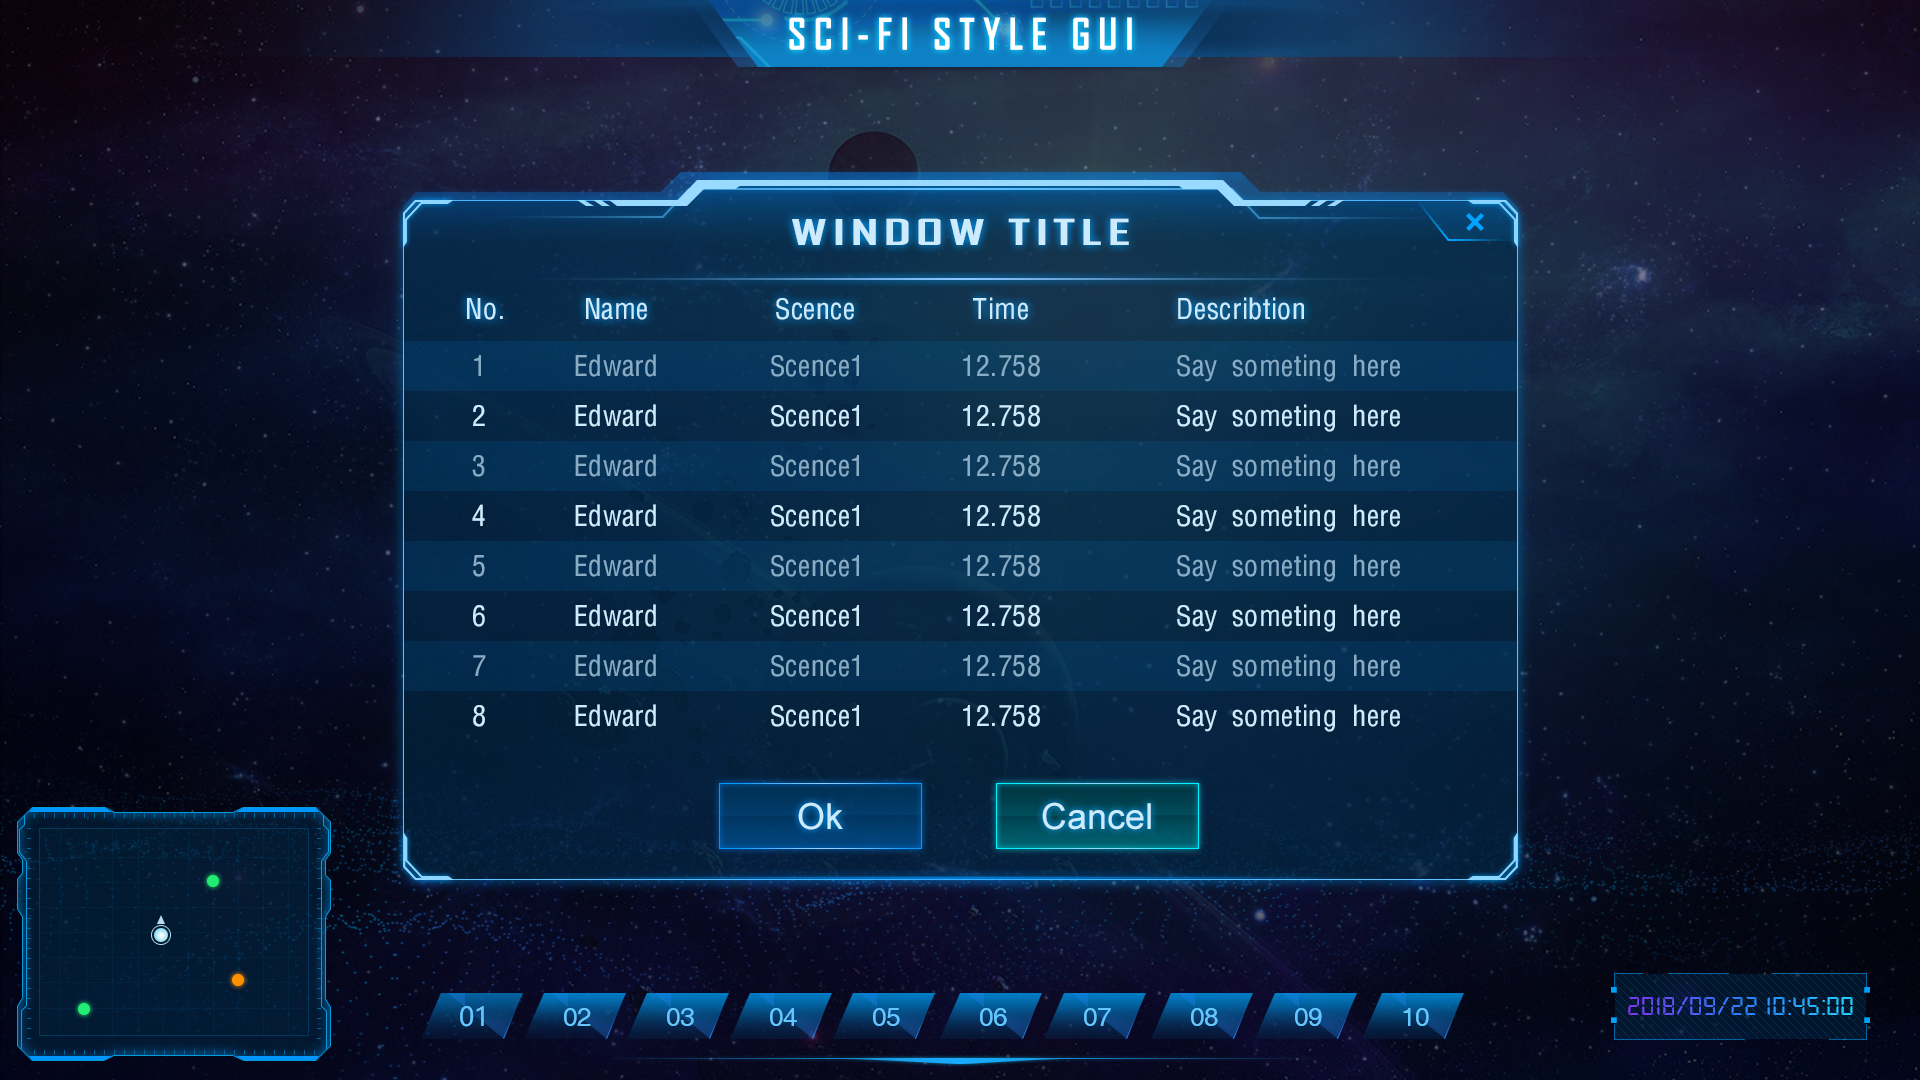 SCI-FI STYLE GUI
WINDOW TITLE
No. Name Scence Time Describtion
1 Edward Scence1 12.758 Say someting here
2 Edward Scence1 12.758 Say someting here
3 Edward Scence1 12.758 Say someting here
4 Edward Scence1 12.758 Say someting here
5 Edward Scence1 12.758 Say someting here
6 Edward Scence1 12.758 Say someting here
7 Edward Scence1 12.758 Say someting here
8 Edward Scence1 12.758 Say someting here
Ok Cancel
01 02 03 04 05 06 07 08 09 10
2018/09/22 10:45:00